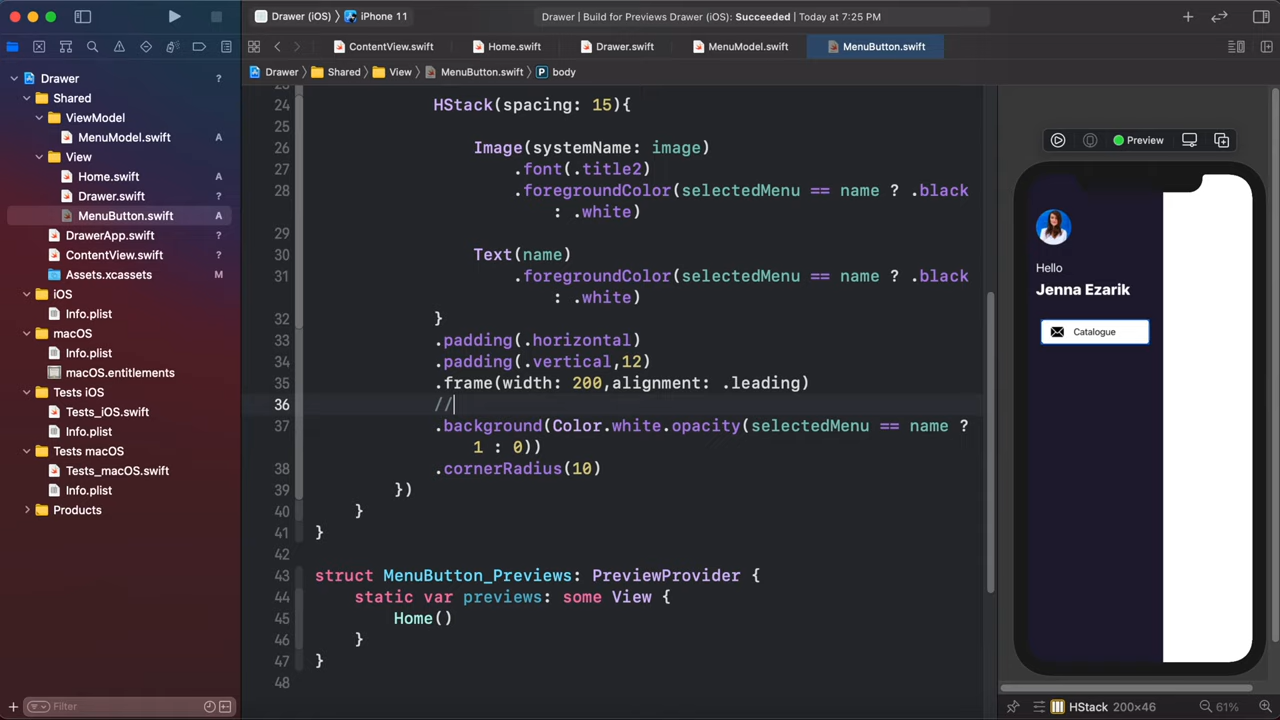 Drawer (iOS) 〉 iPhone 11
Drawer | Build for Previews Drawer (iOS): Succeeded | Today at 7:25 PM
ContentView.swift
Home.swift
Drawer.swift
MenuModel.swift
MenuButton.swift
Drawer 〉 Shared 〉 View 〉 MenuButton.swift 〉 P body
Drawer ?
Shared
ViewModel
MenuModel.swift A
View
Home.swift A
Drawer.swift ?
MenuButton.swift A
DrawerApp.swift ?
ContentView.swift ?
Assets.xcassets M
iOS
Info.plist
macOS
Info.plist
macOS.entitlements
Tests iOS
Tests_iOS.swift
Info.plist
Tests macOS
Tests_macOS.swift
Info.plist
Products
Filter
24 HStack(spacing: 15){
25
26 Image(systemName: image)
27 .font(.title2)
28 .foregroundColor(selectedMenu == name ? .black
: .white)
29
30 Text(name)
31 .foregroundColor(selectedMenu == name ? .black
: .white)
32 }
33 .padding(.horizontal)
34 .padding(.vertical,12)
35 .frame(width: 200,alignment: .leading)
36 //
37 .background(Color.white.opacity(selectedMenu == name ?
1 : 0))
38 .cornerRadius(10)
39 })
40 }
41 }
42
43 struct MenuButton_Previews: PreviewProvider {
44 static var previews: some View {
45 Home()
46 }
47 }
48
Preview
Hello
Jenna Ezarik
Catalogue
HStack 200x46
61%